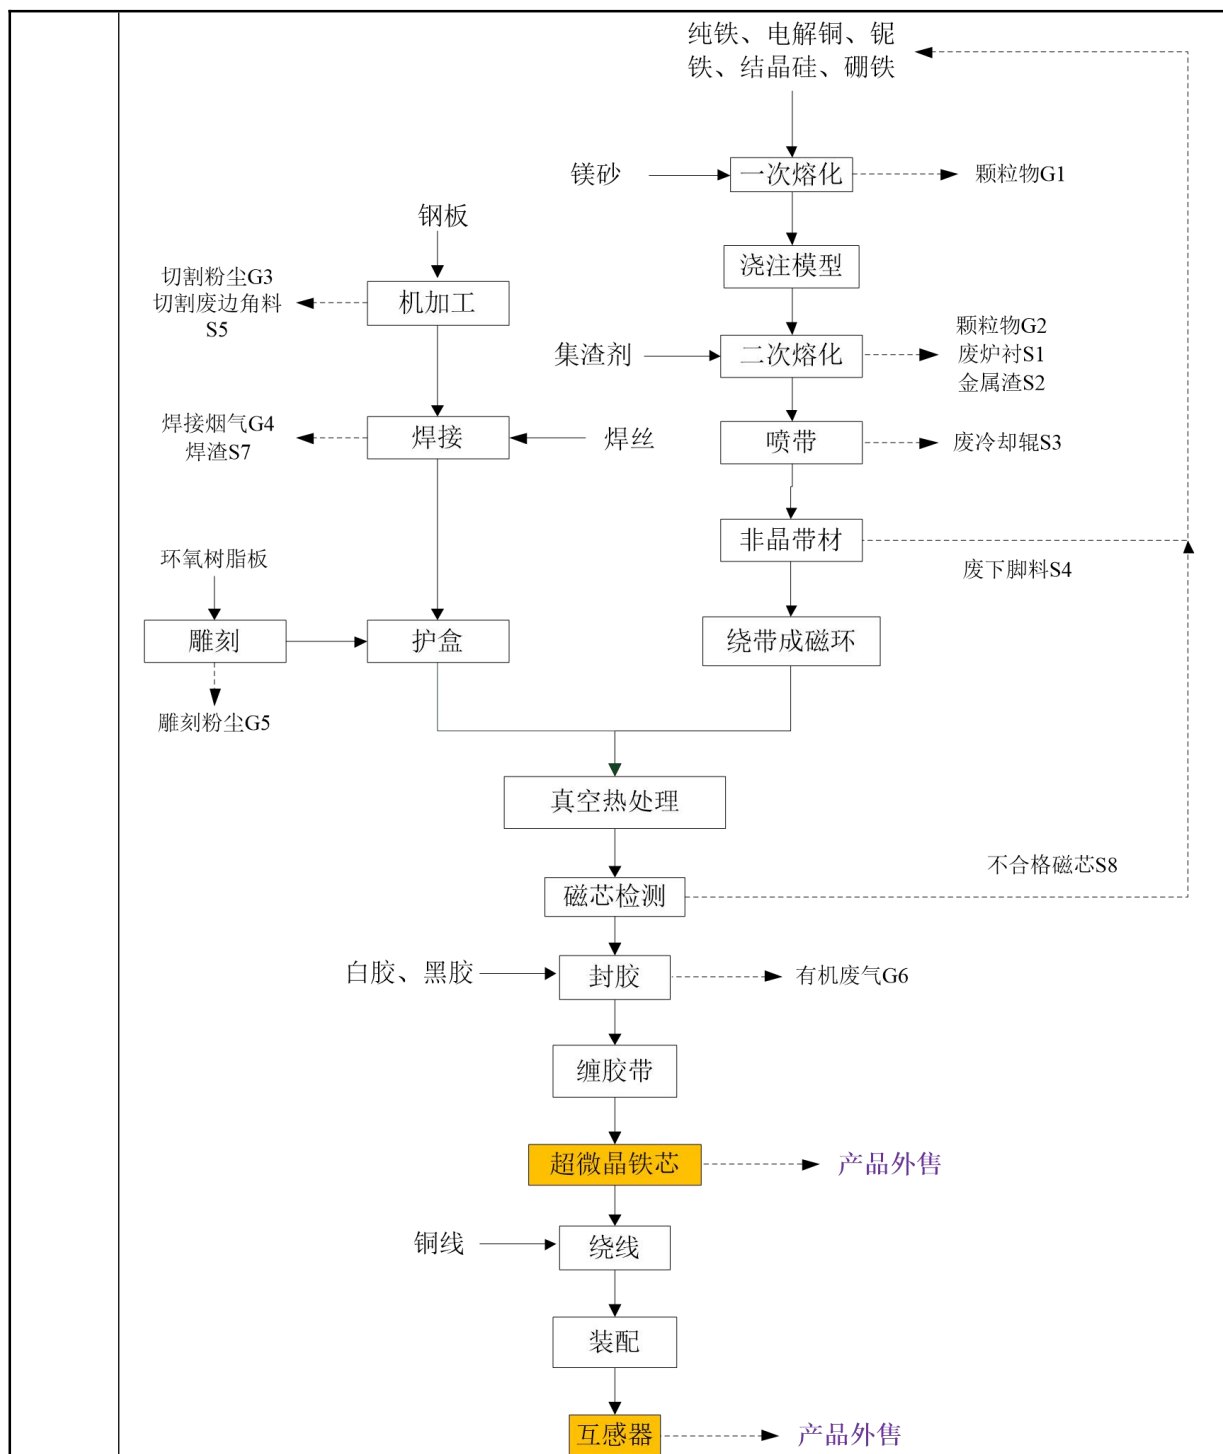 纯铁、电解铜、铌
铁、结晶硅、硼铁
镁砂
一次熔化
颗粒物G1
钢板
浇注模型
切割粉尘G3
切割废边角料
S5
机加工
集渣剂
二次熔化
颗粒物G2
废炉衬S1
金属渣S2
焊接烟气G4
焊渣S7
焊接
焊丝
喷带
废冷却辊S3
非晶带材
废下脚料S4
环氧树脂板
雕刻
护盒
绕带成磁环
雕刻粉尘G5
真空热处理
不合格磁芯S8
磁芯检测
白胶、黑胶
封胶
有机废气G6
缠胶带
超微晶铁芯
产品外售
铜线
绕线
装配
互感器
产品外售